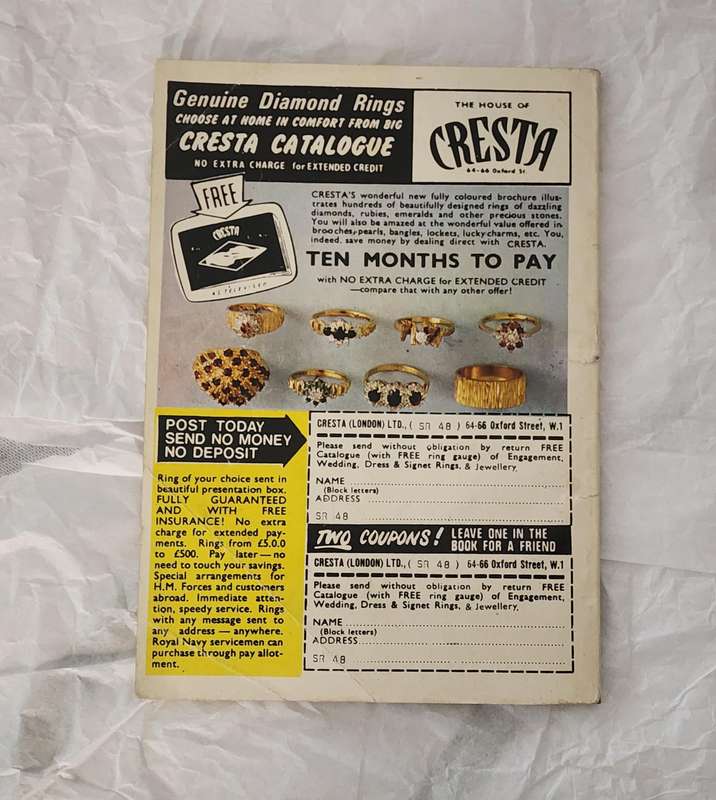 Genuine Diamond Rings
CHOOSE AT HOME IN COMFORT FROM BIG
CRESTA CATALOGUE
NO EXTRA CHARGE for EXTENDED CREDIT
THE HOUSE OF
CRESTA
64-66 Oxford St.
FREE
CRESTA
CRESTA'S wonderful new fully coloured brochure illus-
trates hundreds of beautifully designed rings of dazzling
diamonds, rubies, emeralds and other precious stones.
You will also be amazed at the wonderful value offered in
brooches, pearls, bangles, lockets, lucky charms, etc. You,
indeed, save money by dealing direct with CRESTA.
TEN MONTHS TO PAY
with NO EXTRA CHARGE for EXTENDED CREDIT
—compare that with any other offer!
POST TODAY
SEND NO MONEY
NO DEPOSIT
Ring of your choice sent in
beautiful presentation box.
FULLY GUARANTEED
AND WITH FREE
INSURANCE! No extra
charge for extended pay-
ments. Rings from £5.0.0
to £500. Pay later—no
need to touch your savings.
Special arrangements for
H.M. Forces and customers
abroad. Immediate atten-
tion, speedy service. Rings
with any message sent to
any address — anywhere.
Royal Navy servicemen can
purchase through pay allot-
ment.
CRESTA (LONDON) LTD., ( SR 48 ) 64-66 Oxford Street, W.1
Please send without obligation by return FREE
Catalogue (with FREE ring gauge) of Engagement,
Wedding, Dress & Signet Rings, & Jewellery.
NAME
(Block letters)
ADDRESS
SR 48
TWO COUPONS! LEAVE ONE IN THE
BOOK FOR A FRIEND
CRESTA (LONDON) LTD., ( SR 48 ) 64-66 Oxford Street, W.1
Please send without obligation by return FREE
Catalogue (with FREE ring gauge) of Engagement,
Wedding, Dress & Signet Rings, & Jewellery.
NAME
(Block letters)
ADDRESS
SR 48